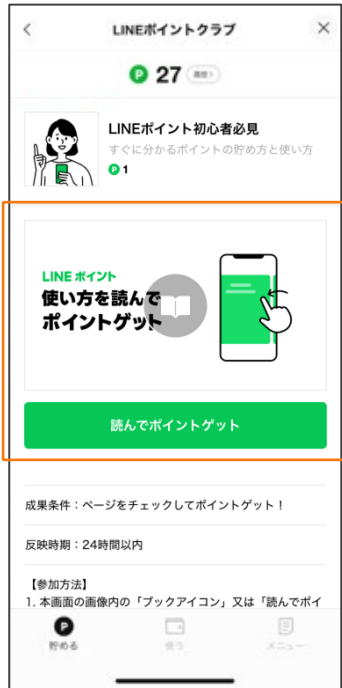 LINEポイントクラブ
P 27 履歴 >
LINEポイント初心者必見
すぐに分かるポイントの貯め方と使い方
P 1
LINE ポイント
使い方を読んで
ポイントゲット
読んでポイントゲット
成果条件：ページをチェックしてポイントゲット！
反映時期：24時間以内
【参加方法】
1. 本画面の画像内の「ブックアイコン」又は「読んでポイ
P
貯める 使う メニュー